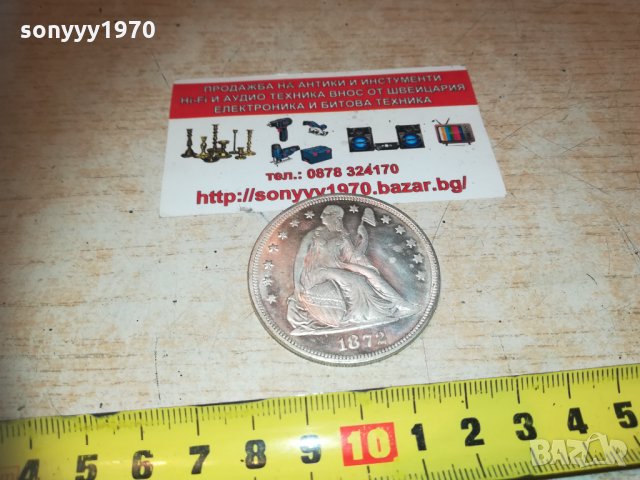 sonyyy1970
ПРОДАЖБА НА АНТИКИ И ИНСТУМЕНТИ
Hi-Fi И АУДИО ТЕХНИКА ВНОС ОТ ШВЕЙЦАРИЯ
ЕЛЕКТРОНИКА И БИТОВА ТЕХНИКА
тел.: 0878 324170
http://sonyyy1970.bazar.bg/
1872
4 5 6 7 8 9 10 1 2 3 4 5
bazar.bg